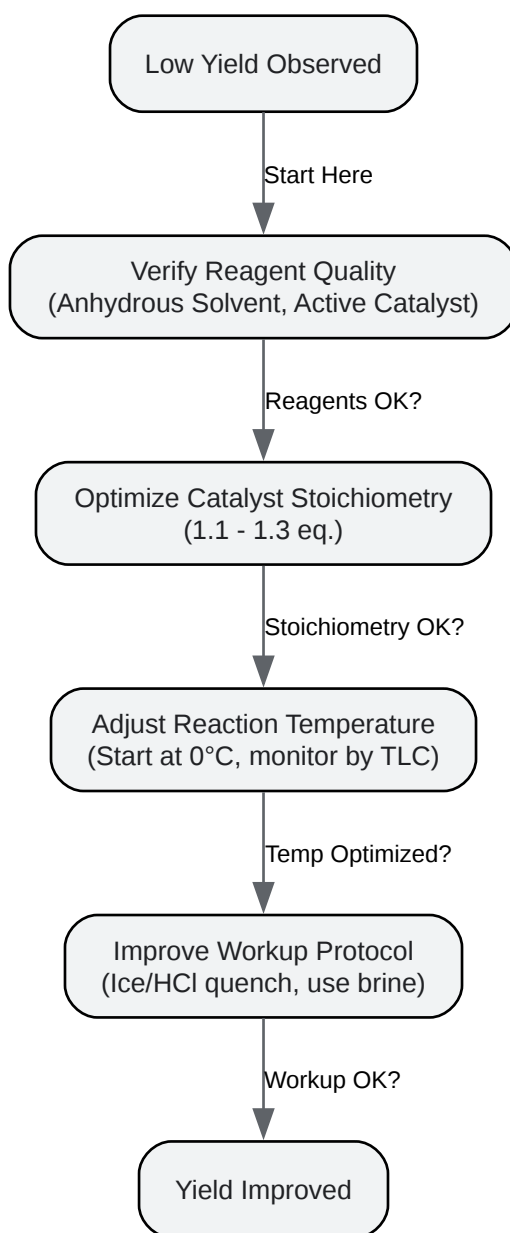 Low Yield Observed
Start Here
Verify Reagent Quality
(Anhydrous Solvent, Active Catalyst)
Reagents OK?
Optimize Catalyst Stoichiometry
(1.1 - 1.3 eq.)
Stoichiometry OK?
Adjust Reaction Temperature
(Start at 0°C, monitor by TLC)
Temp Optimized?
Improve Workup Protocol
(Ice/HCl quench, use brine)
Workup OK?
Yield Improved